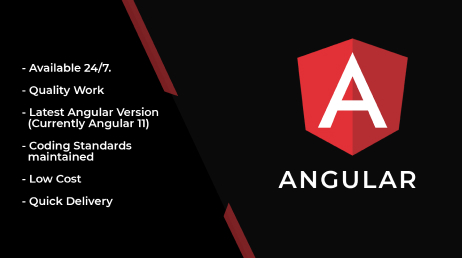 - Available 24/7.
- Quality Work
- Latest Angular Version
(Currently Angular 11)
- Coding Standards
maintained
- Low Cost
- Quick Delivery
A
ANGULAR